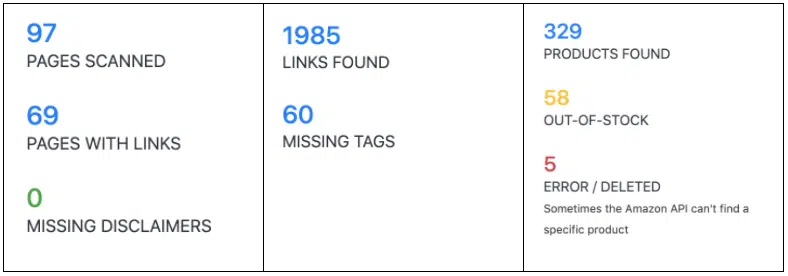 97
PAGES SCANNED
69
PAGES WITH LINKS
0
MISSING DISCLAIMERS
1985
LINKS FOUND
60
MISSING TAGS
329
PRODUCTS FOUND
58
OUT-OF-STOCK
5
ERROR / DELETED
Sometimes the Amazon API can't find a
specific product